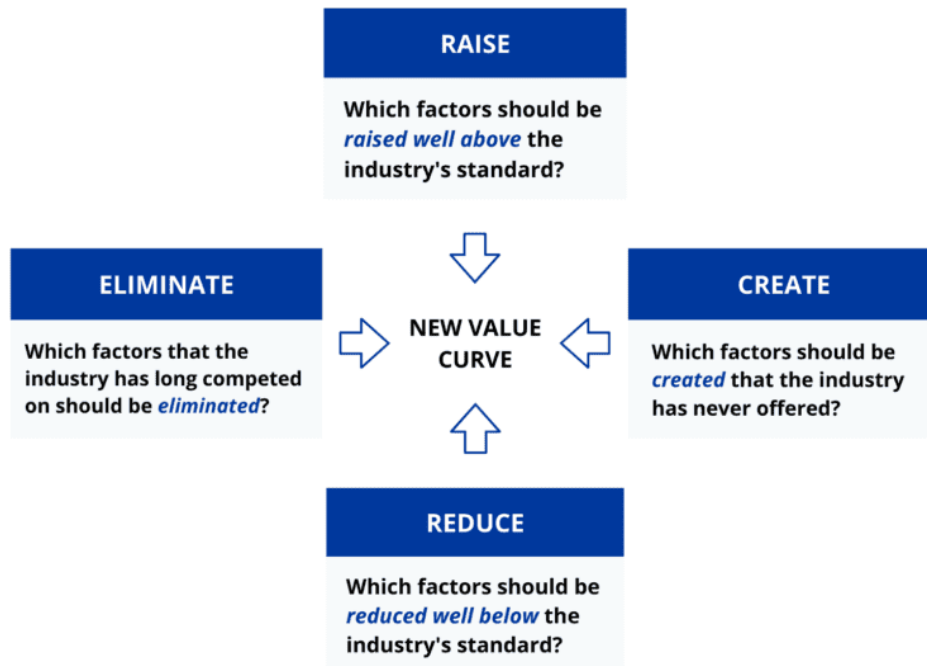 RAISE
Which factors should be
raised well above the
industry's standard?
ELIMINATE
Which factors that the
industry has long competed
on should be eliminated?
NEW VALUE
CURVE
CREATE
Which factors should be
created that the industry
has never offered?
REDUCE
Which factors should be
reduced well below the
industry's standard?